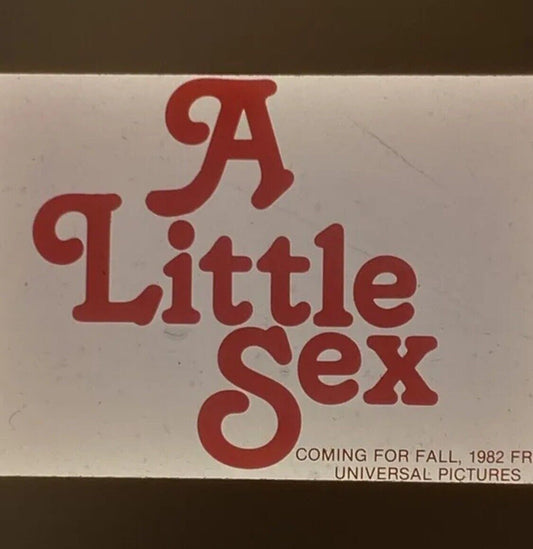 A
Little
Sex
COMING FOR FALL, 1982 FR
UNIVERSAL PICTURES